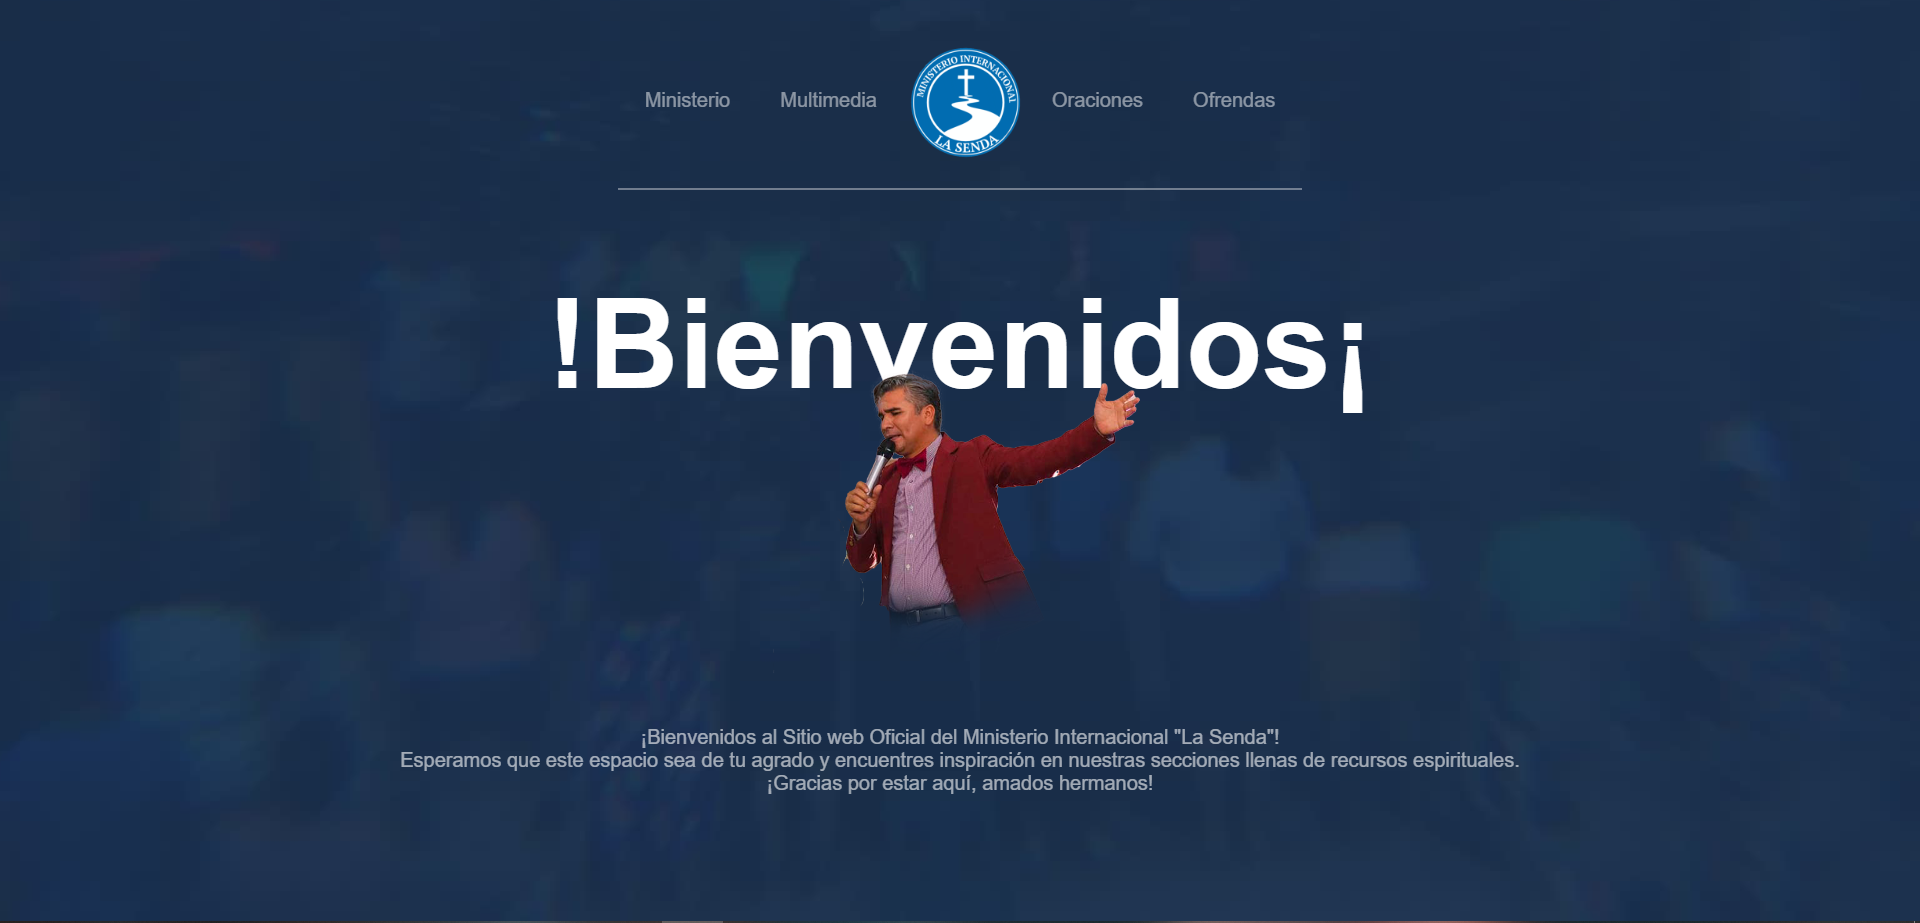 Ministerio
Multimedia
MINISTERIO INTERNACIONAL
LA SENDA
Oraciones
Ofrendas
!Bienvenidos¡
¡Bienvenidos al Sitio web Oficial del Ministerio Internacional "La Senda"!
Esperamos que este espacio sea de tu agrado y encuentres inspiración en nuestras secciones llenas de recursos espirituales.
¡Gracias por estar aquí, amados hermanos!